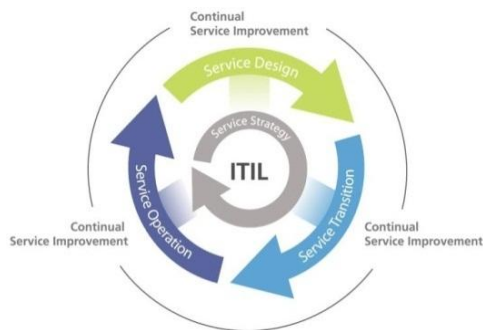 Continual
Service Improvement
Service Design
Service Strategy
ITIL
Service Operation
Service Transition
Continual
Service Improvement
Continual
Service Improvement